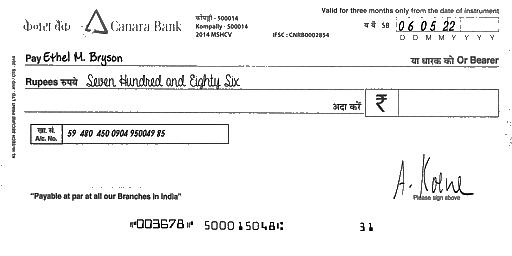 केनरा बैंक Canara Bank
कोंपल्ली - 500014
Kompally - 500014
2014 MSHCV
IFSC : CNRB0002854
Valid for three months only from the date of instrument
SB 06 05 22
D D M M Y Y Y Y
Pay Ethel M. Bryson या धारक को Or Bearer
Rupees रुपये Seven Hundred and Eighty Six
अदा करें ₹
खा. सं.
A/c. No. 59 480 450 0904 950049 85
A. Koene
Please sign above
"Payable at par at all our Branches in India"
⑈003678⑈ 500015048⑆ 31